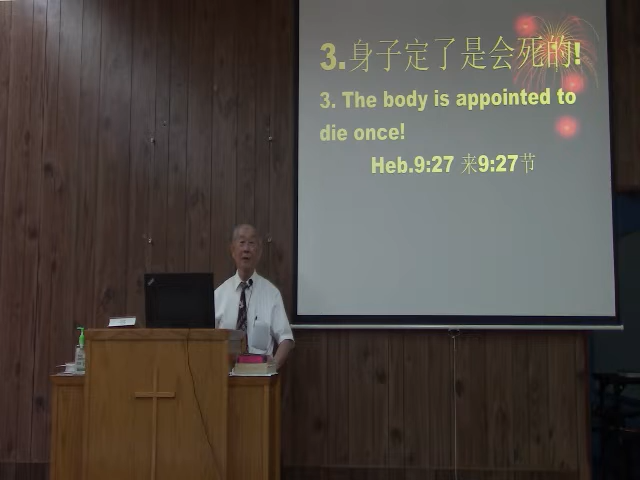 3.身子定了是会死的!
3. The body is appointed to
die once!
Heb.9:27 来9:27节